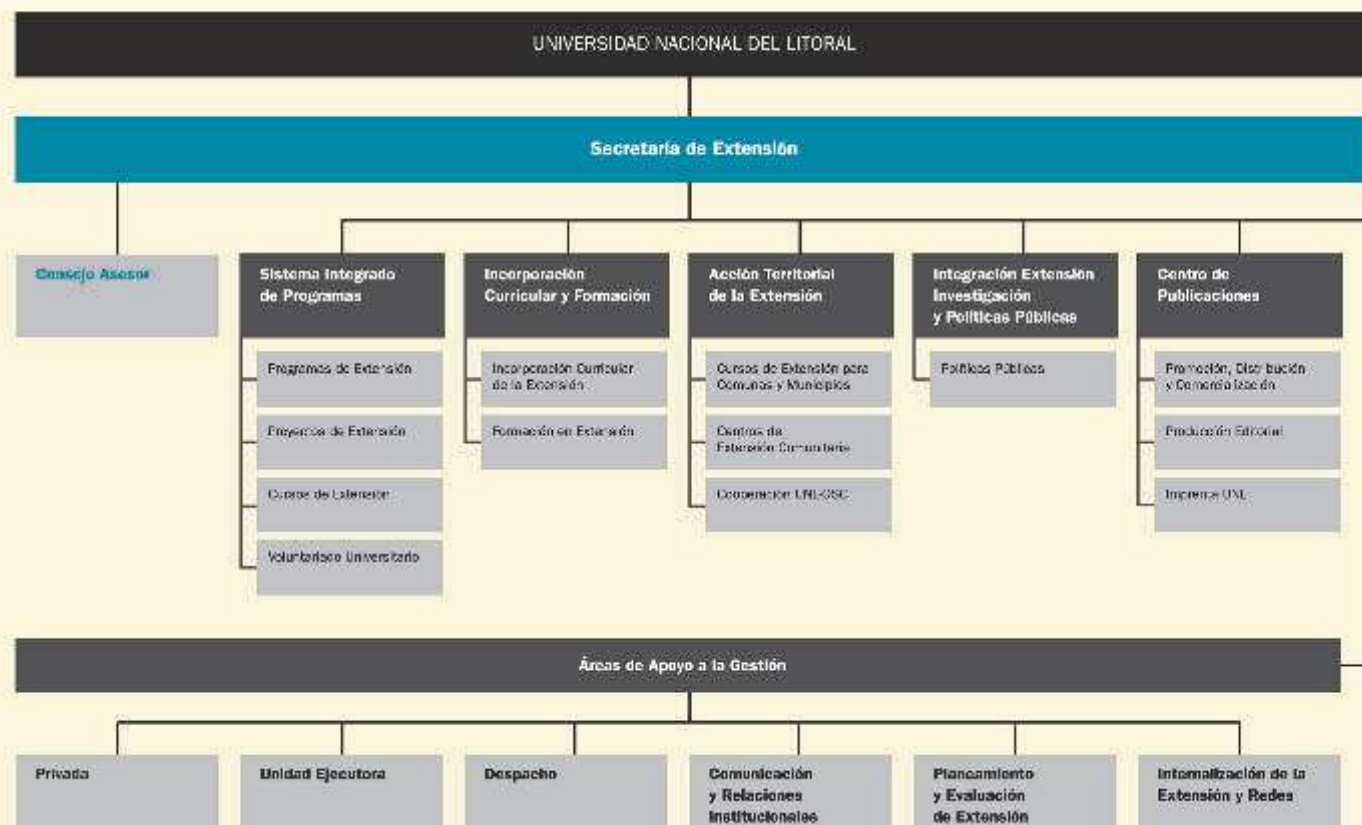 UNIVERSIDAD NACIONAL DEL LITORAL
Secretaría de Extensión
Consejo Asesor
Sistema Integrado
de Programas
Programas de Extensión
Proyectos de Extensión
Cursos de Extensión
Voluntariado Universitario
Incorporación
Curricular y Formación
Incorporación Curricular
de la Extensión
Formación en Extensión
Acción Territorial
de la Extensión
Cursos de Extensión para
Comunas y Municipios
Centros de
Extensión Comunitaria
Cooperación UNL-OSC
Integración Extensión
Investigación
y Políticas Públicas
Políticas Públicas
Centro de
Publicaciones
Promoción, Distribución
y Comercialización
Producción Editorial
Imprenta UNL
Áreas de Apoyo a la Gestión
Privada
Unidad Ejecutora
Despacho
Comunicación
y Relaciones
Institucionales
Planeamiento
y Evaluación
de Extensión
Internalización de la
Extensión y Redes